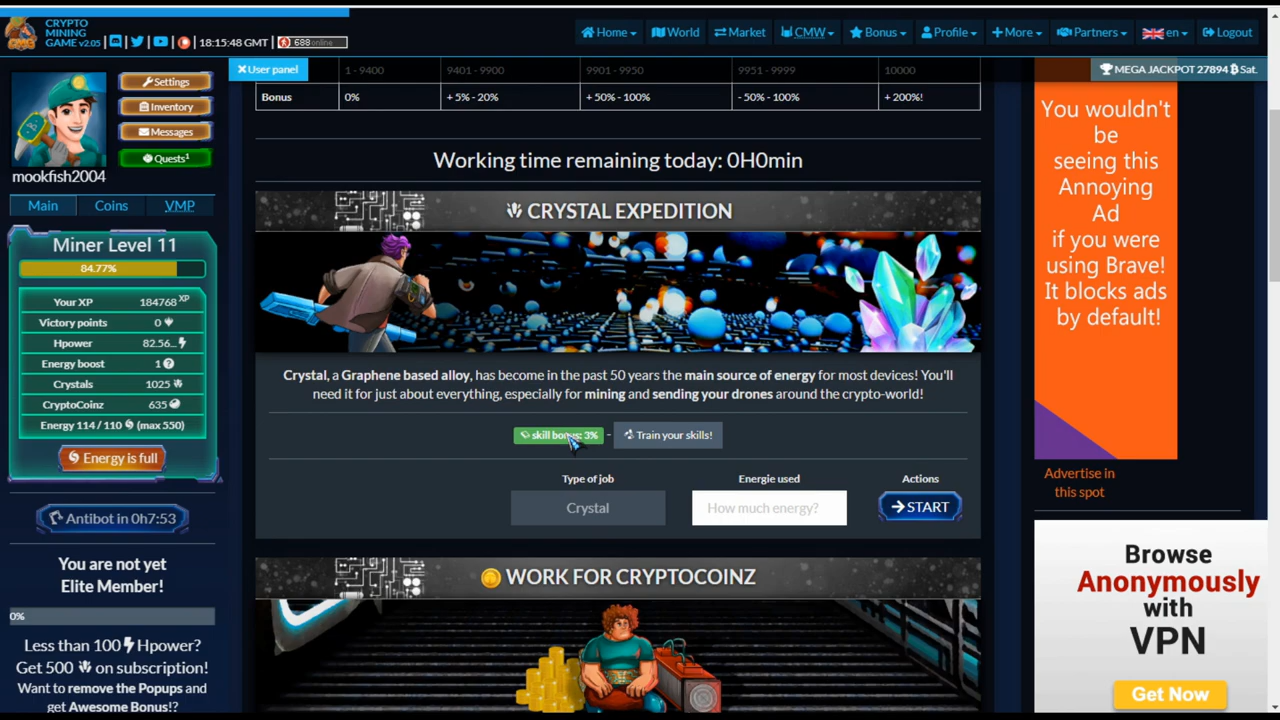 CRYPTO
MINING
GAME v2.05
18:15:48 GMT
688 online
Home
World
Market
CMW
Bonus
Profile
More
Partners
en
Logout
User panel
MEGA JACKPOT 27894 Sat.
Settings
Inventory
Messages
Quests1
mookfish2004
Main
Coins
VMP
Miner Level 11
84.77%
Your XP 184768 XP
Victory points 0
Hpower 82.56...
Energy boost 1
Crystals 1025
CryptoCoinz 635
Energy 114 / 110 (max 550)
Energy is full
Antibot in 0h7:53
You are not yet
Elite Member!
0%
Less than 100 Hpower?
Get 500 on subscription!
Want to remove the Popups and
get Awesome Bonus!?
1 - 9400 9401 - 9900 9901 - 9950 9951 - 9999 10000
Bonus 0% + 5% - 20% + 50% - 100% - 50% - 100% + 200%!
Working time remaining today: 0H0min
CRYSTAL EXPEDITION
Crystal, a Graphene based alloy, has become in the past 50 years the main source of energy for most devices! You'll
need it for just about everything, especially for mining and sending your drones around the crypto-world!
skill bonus: 3% - Train your skills!
Type of job Energie used Actions
Crystal How much energy? START
WORK FOR CRYPTOCOINZ
You wouldn't
be
seeing this
Annoying
Ad
if you were
using Brave!
It blocks ads
by default!
Advertise in
this spot
Browse
Anonymously
with
VPN
Get Now